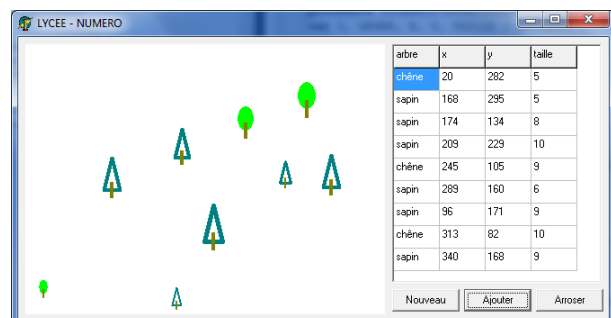 LYCEE - NUMERO
arbre x y taille
chêne 20 282 5
sapin 168 295 5
sapin 174 134 8
sapin 209 229 10
chêne 245 105 9
sapin 289 160 6
sapin 96 171 9
chêne 313 82 10
sapin 340 168 9
Nouveau Ajouter Arroser